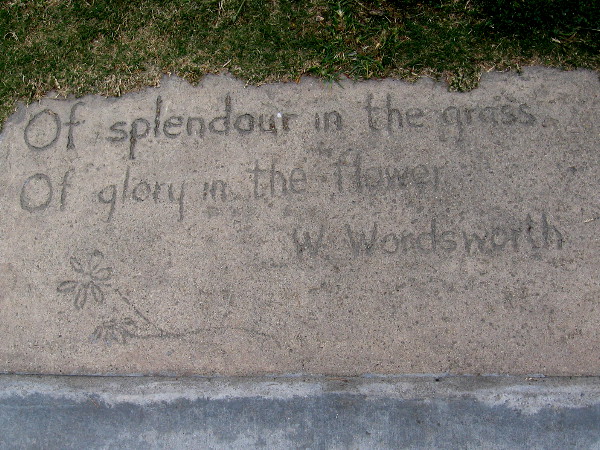 Of splendour in the grass.
Of glory in the flower
W. Wordsworth